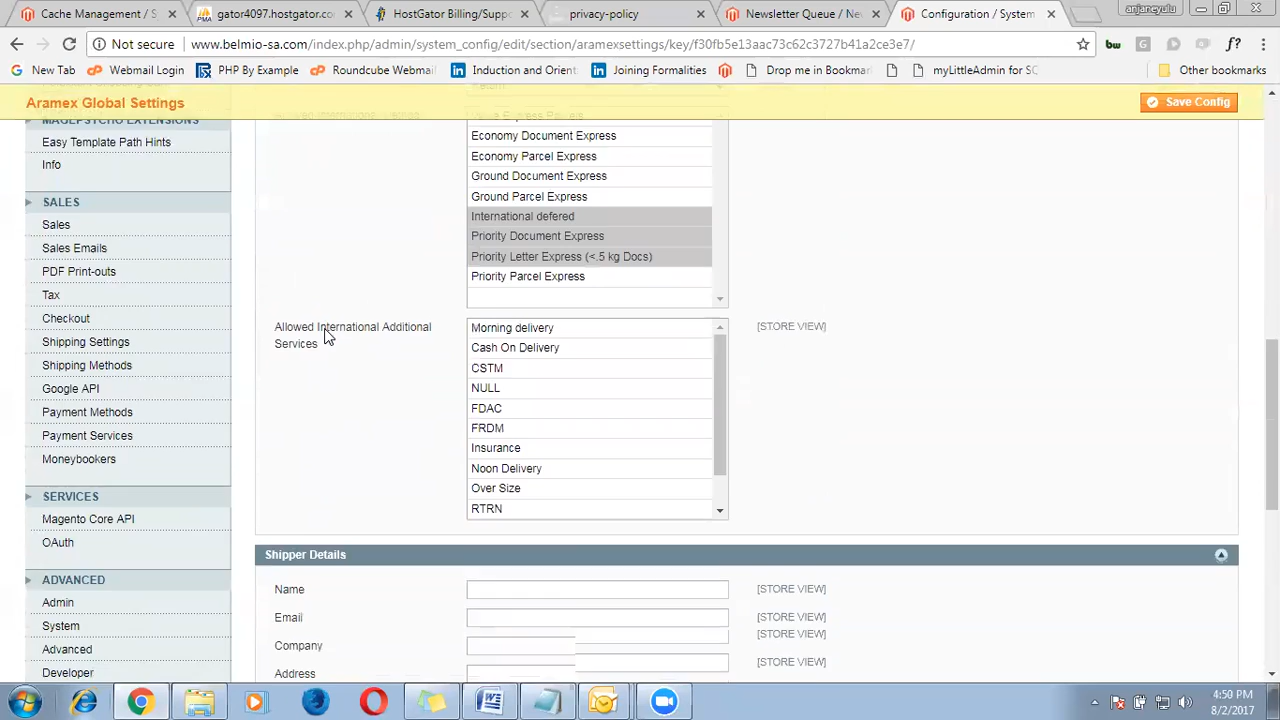 Cache Management / S
gator4097.hostgator.co
HostGator Billing/Suppo
privacy-policy
Newsletter Queue / Nev
Configuration / System
anjaneyulu
Not secure
www.belmio-sa.com/index.php/admin/system_config/edit/section/aramexsettings/key/f30fb5e13aac73c62c3727b41a2ce3e7/
New Tab
Webmail Login
PHP By Example
Roundcube Webmai
Induction and Orient
Joining Formalities
Drop me in Bookmar
myLittleAdmin for SQ
Other bookmarks
Aramex Global Settings
Save Config
MAGEPSYCHO EXTENSIONS
Easy Template Path Hints
Info
SALES
Sales
Sales Emails
PDF Print-outs
Tax
Checkout
Shipping Settings
Shipping Methods
Google API
Payment Methods
Payment Services
Moneybookers
SERVICES
Magento Core API
OAuth
ADVANCED
Admin
System
Advanced
Developer
Economy Document Express
Economy Parcel Express
Ground Document Express
Ground Parcel Express
International defered
Priority Document Express
Priority Letter Express (<.5 kg Docs)
Priority Parcel Express
Allowed International Additional
Services
Morning delivery
Cash On Delivery
CSTM
NULL
FDAC
FRDM
Insurance
Noon Delivery
Over Size
RTRN
[STORE VIEW]
Shipper Details
Name
[STORE VIEW]
Email
[STORE VIEW]
[STORE VIEW]
Company
[STORE VIEW]
Address
4:50 PM
8/2/2017